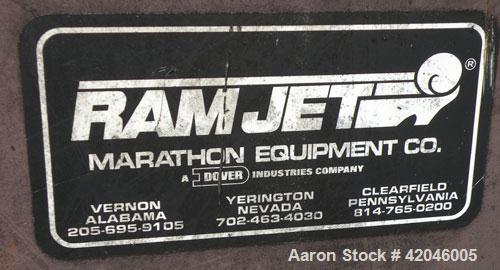 RAM JET ®
MARATHON EQUIPMENT CO.
A DOVER INDUSTRIES COMPANY
VERNON
ALABAMA
205-695-9105
YERINGTON
NEVADA
702-463-4030
CLEARFIELD
PENNSYLVANIA
814-765-0200
Aaron Stock # 42046005